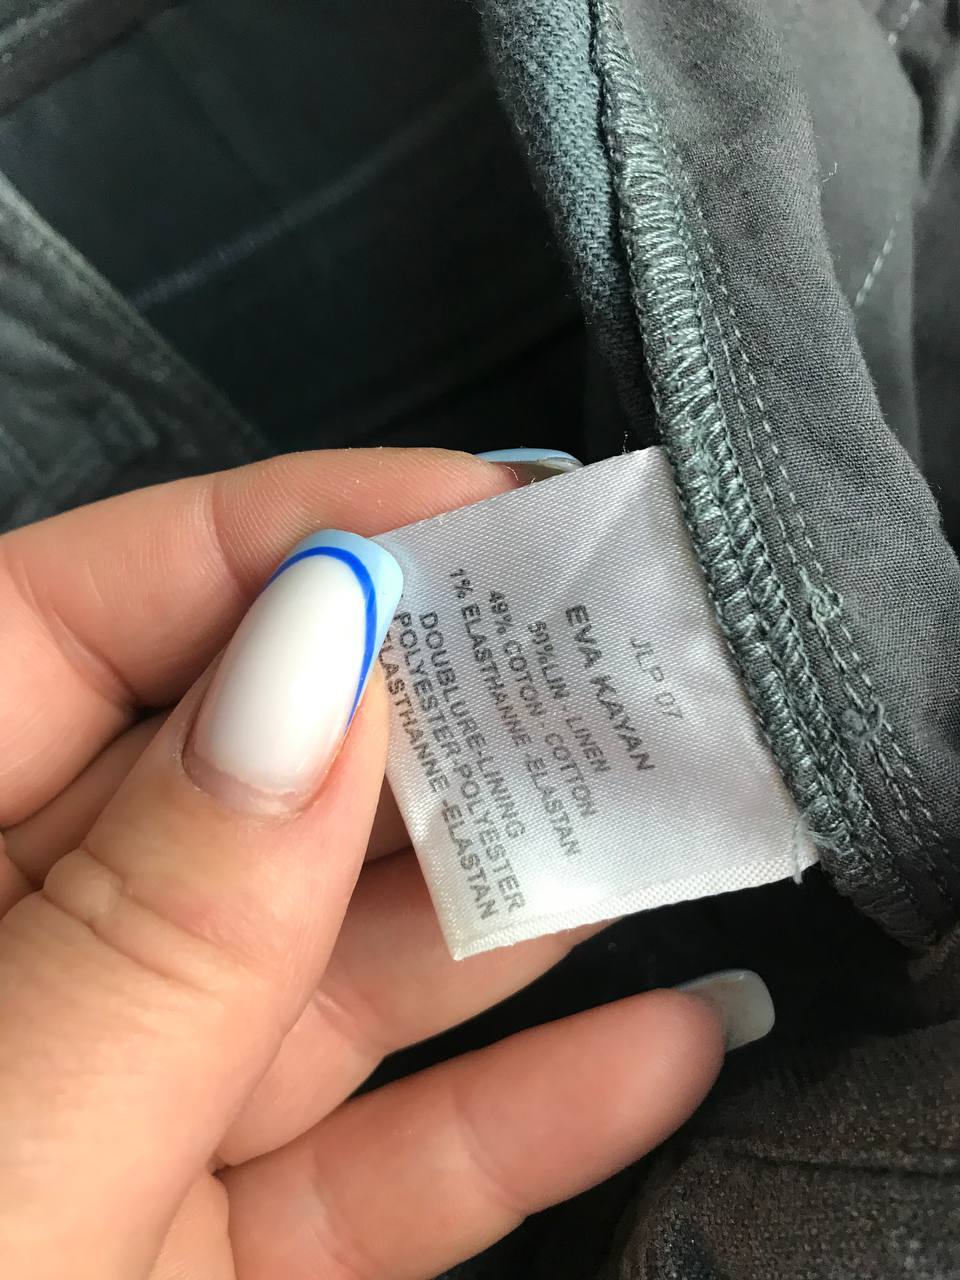 JLP 07
EVA KAYAN
50%LIN - LINEN
49% COTON - COTTON
1% ELASTHANNE -ELASTAN
DOUBLURE-LINING
POLYESTER-POLYESTER
ELASTHANNE -ELASTAN